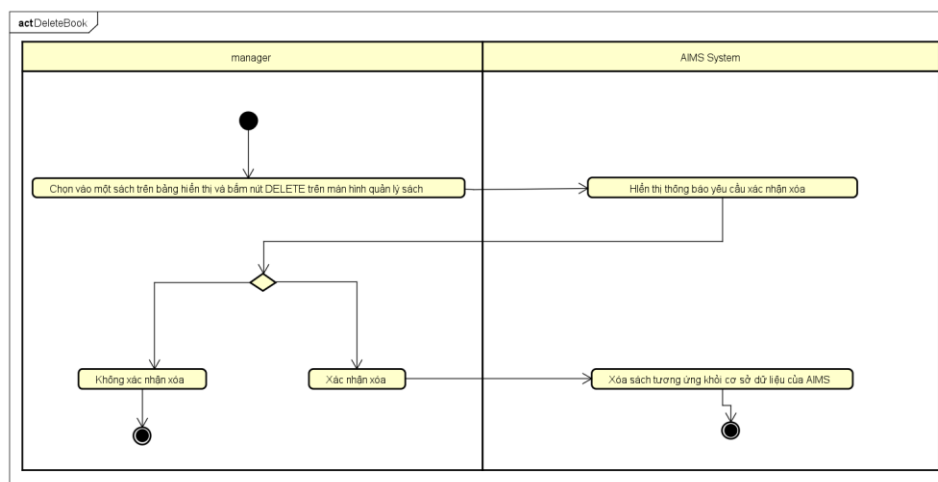 act DeleteBook
manager
AIMS System
Chọn vào một sách trên bảng hiển thị và bấm nút DELETE trên màn hình quản lý sách
HIển thị thông báo yêu cầu xác nhận xóa
Không xác nhận xóa
Xác nhận xóa
Xóa sách tương ứng khỏi cơ sở dữ liệu của AIMS